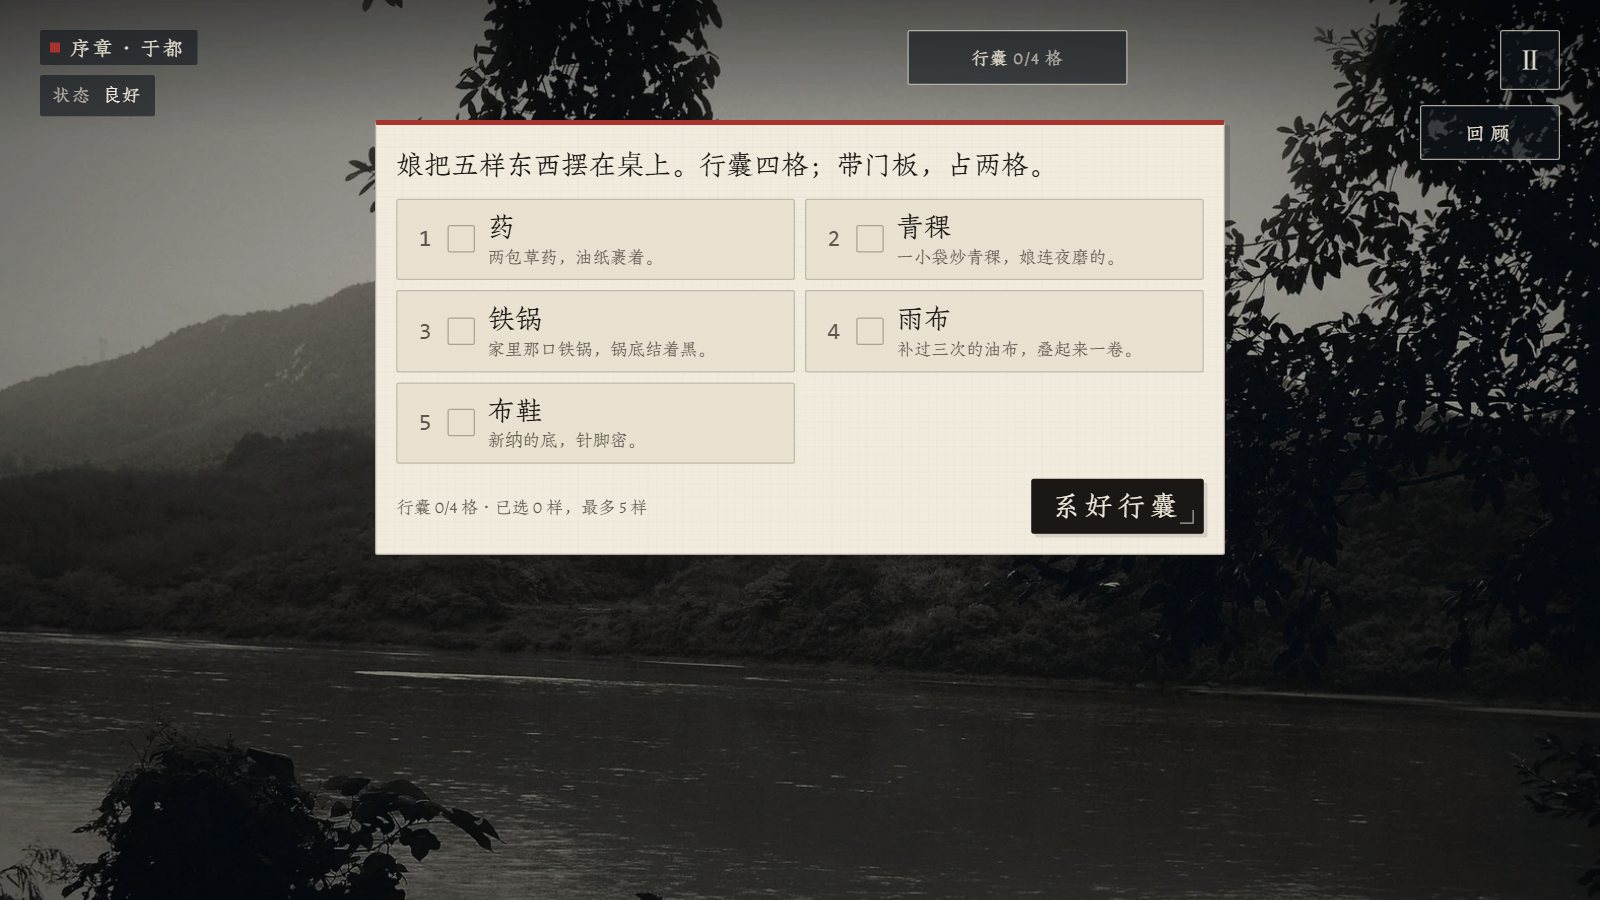 序章 · 于都
状态 良好
行囊 0/4 格
II
回顾
娘把五样东西摆在桌上。行囊四格；带门板，占两格。
1 药
两包草药，油纸裹着。
2 青稞
一小袋炒青稞，娘连夜磨的。
3 铁锅
家里那口铁锅，锅底结着黑。
4 雨布
补过三次的油布，叠起来一卷。
5 布鞋
新纳的底，针脚密。
行囊 0/4 格 · 已选 0 样，最多 5 样
系好行囊